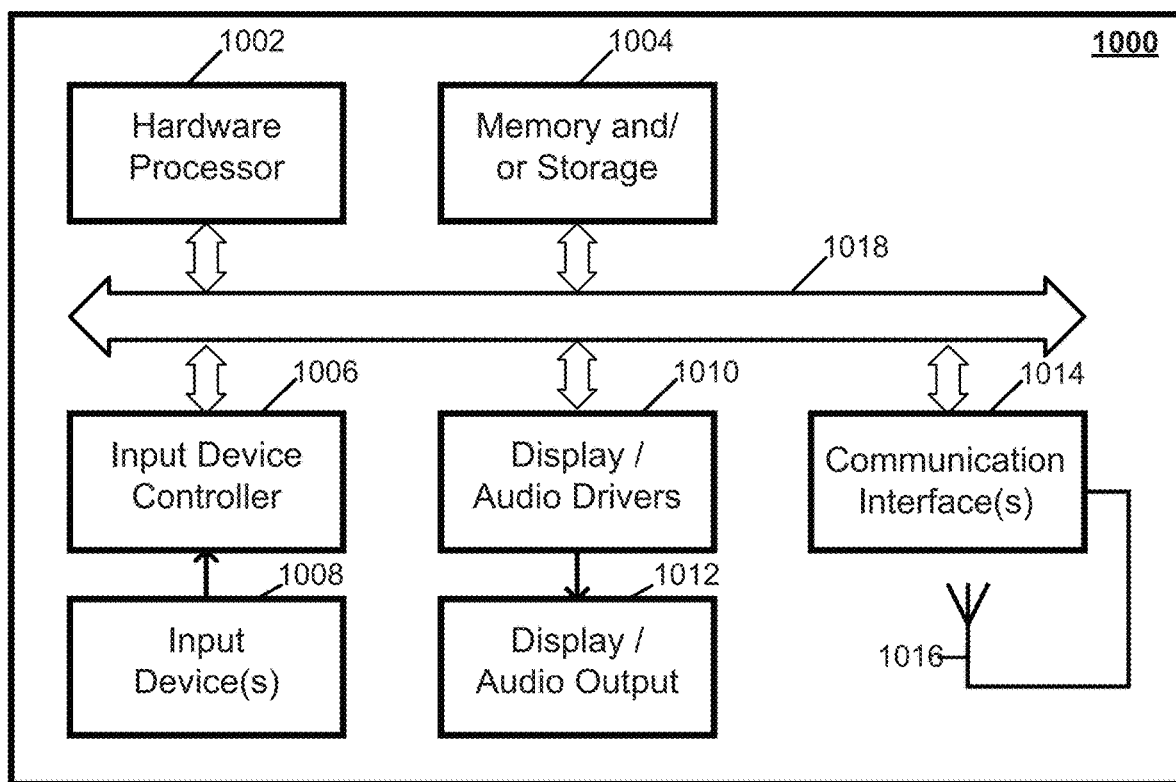 1002
1004
1000
Hardware
Processor
Memory and/
or Storage
1018
1006
1010
1014
Input Device
Controller
Display /
Audio Drivers
Communication
Interface(s)
1008
1012
Input
Device(s)
Display /
Audio Output
1016